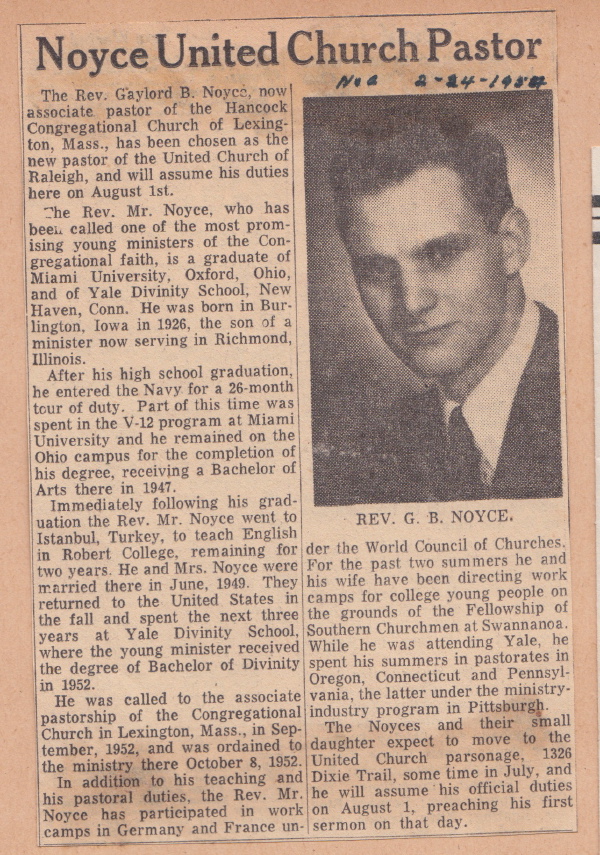 Noyce United Church Pastor
2-24-1954
The Rev. Gaylord B. Noyce, now
associate pastor of the Hancock
Congregational Church of Lexing-
ton, Mass., has been chosen as the
new pastor of the United Church of
Raleigh, and will assume his duties
here on August 1st.
The Rev. Mr. Noyce, who has
been called one of the most prom-
ising young ministers of the Con-
gregational faith, is a graduate of
Miami University, Oxford, Ohio,
and of Yale Divinity School, New
Haven, Conn. He was born in Bur-
lington, Iowa in 1926, the son of a
minister now serving in Richmond,
Illinois.
After his high school graduation,
he entered the Navy for a 26-month
tour of duty. Part of this time was
spent in the V-12 program at Miami
University and he remained on the
Ohio campus for the completion of
his degree, receiving a Bachelor of
Arts there in 1947.
Immediately following his grad-
uation the Rev. Mr. Noyce went to
Istanbul, Turkey, to teach English
in Robert College, remaining for
two years. He and Mrs. Noyce were
married there in June, 1949. They
returned to the United States in
the fall and spent the next three
years at Yale Divinity School,
where the young minister received
the degree of Bachelor of Divinity
in 1952.
He was called to the associate
pastorship of the Congregational
Church in Lexington, Mass., in Sep-
tember, 1952, and was ordained to
the ministry there October 8, 1952.
In addition to his teaching and
his pastoral duties, the Rev. Mr.
Noyce has participated in work
camps in Germany and France un-
REV. G. B. NOYCE.
der the World Council of Churches.
For the past two summers he and
his wife have been directing work
camps for college young people on
the grounds of the Fellowship of
Southern Churchmen at Swannanoa.
While he was attending Yale, he
spent his summers in pastorates in
Oregon, Connecticut and Pennsyl-
vania, the latter under the ministry-
industry program in Pittsburgh.
The Noyces and their small
daughter expect to move to the
United Church parsonage, 1326
Dixie Trail, some time in July, and
he will assume his official duties
on August 1, preaching his first
sermon on that day.